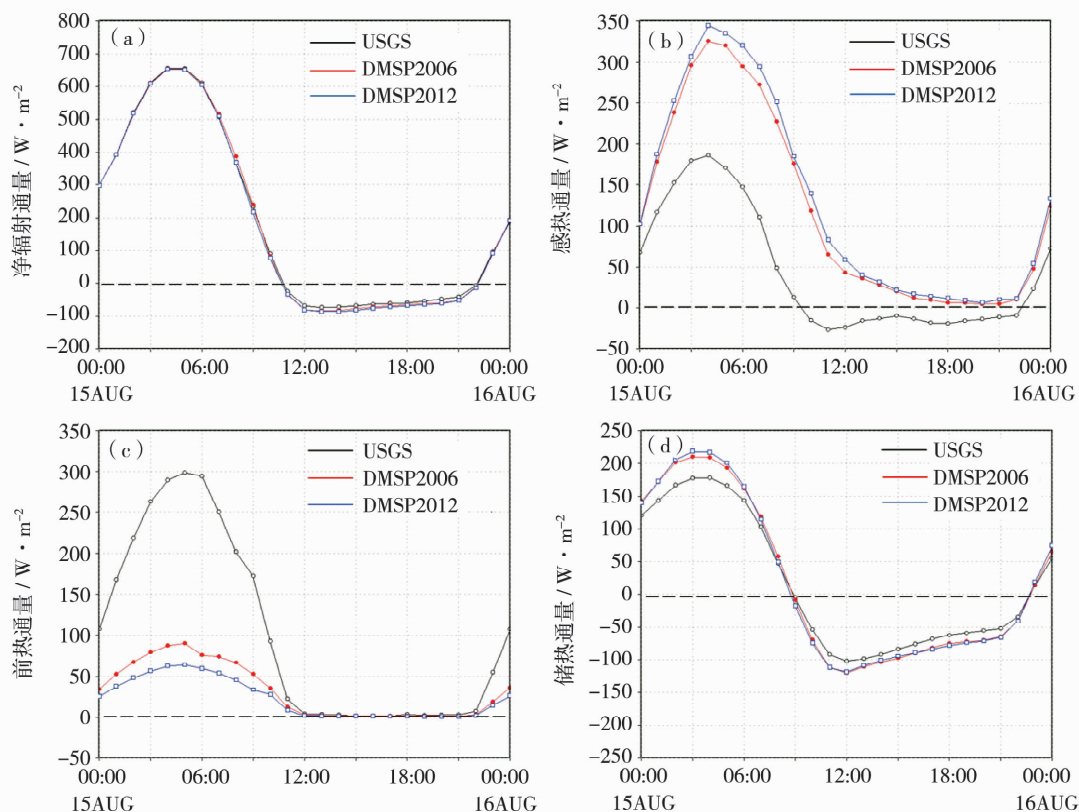 800
700
600
500
400
300
200
100
0
−100
−200
净辐射通量 / W · m⁻²
(a)
USGS
DMSP2006
DMSP2012
00:00 06:00 12:00 18:00 00:00
15AUG 16AUG
350
300
250
200
150
100
50
0
−50
感热通量 / W · m⁻²
(b)
USGS
DMSP2006
DMSP2012
00:00 06:00 12:00 18:00 00:00
15AUG 16AUG
350
300
250
200
150
100
50
0
50
前热通量 / W · m⁻²
(c)
USGS
DMSP2006
DMSP2012
00:00 06:00 12:00 18:00 00:00
15AUG 16AUG
250
200
150
100
50
0
−50
−100
−150
−200
−250
储热通量 / W · m⁻²
(d)
USGS
DMSP2006
DMSP2012
00:00 06:00 12:00 18:00 00:00
15AUG 16AUG